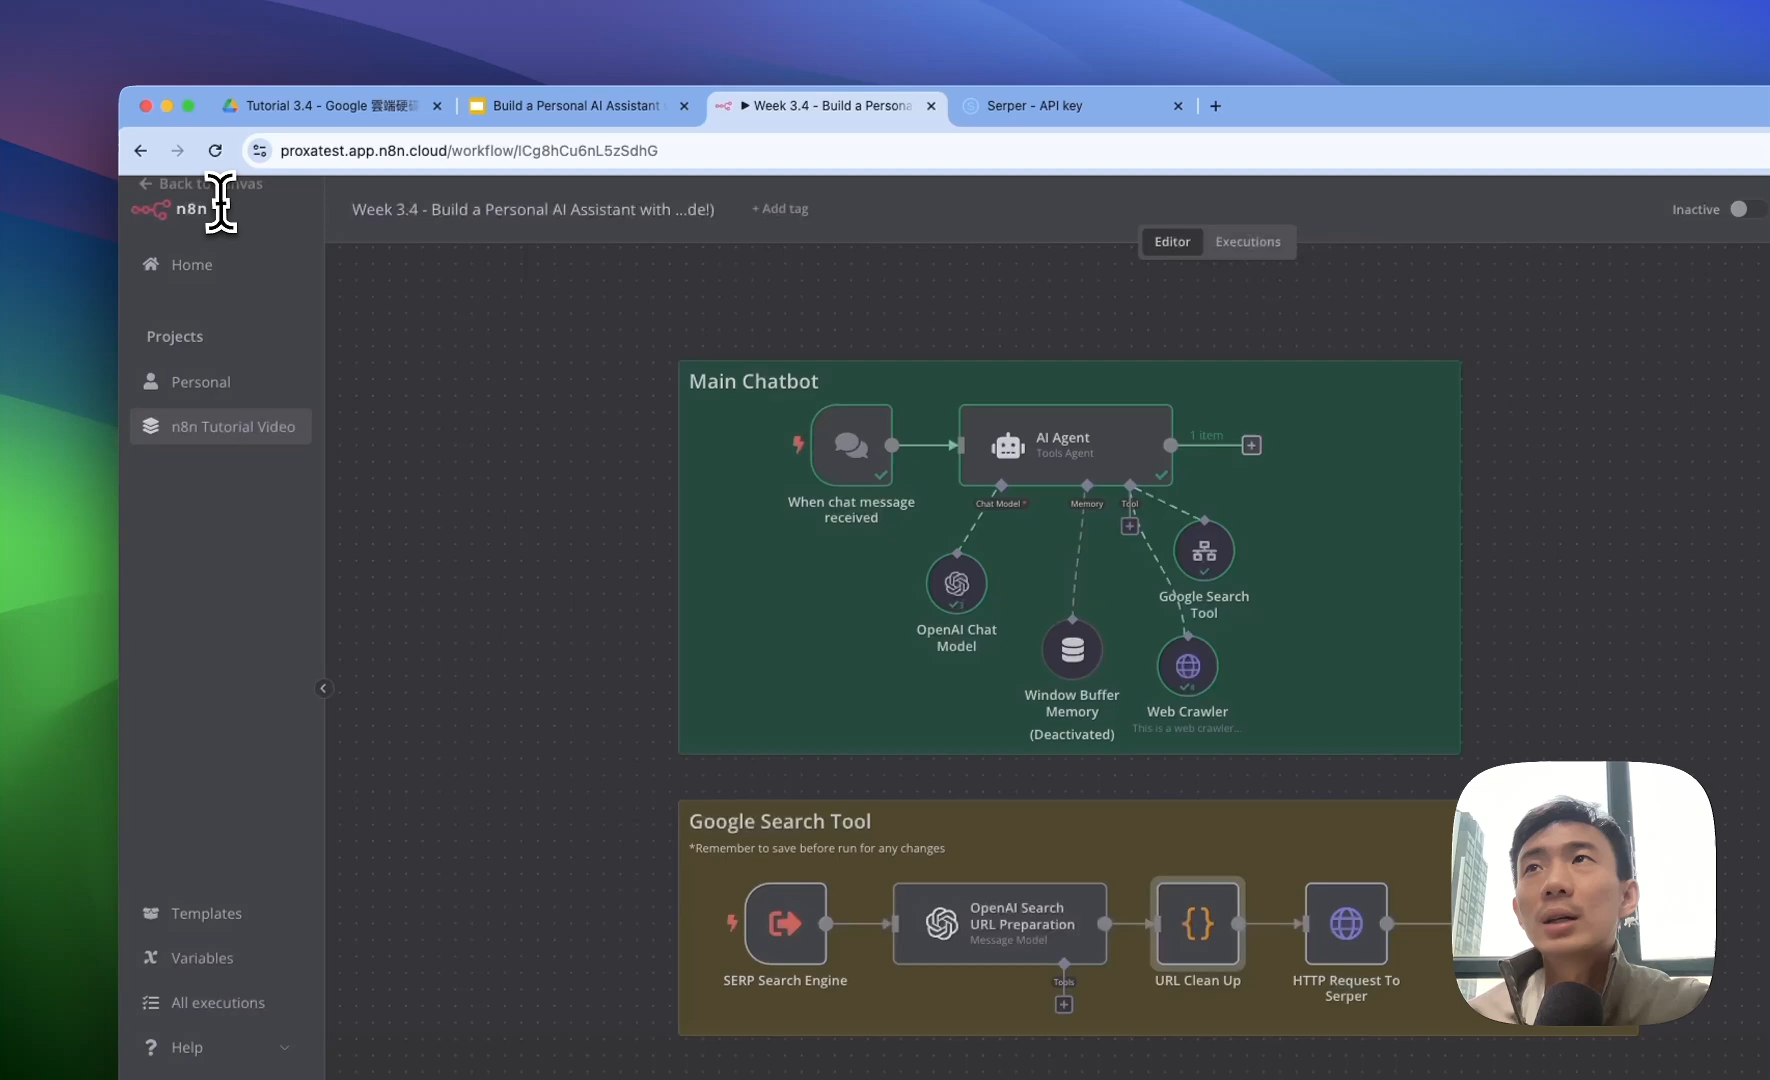 Tutorial 3.4 - Google 雲端硬碟
Build a Personal AI Assistant
Week 3.4 - Build a Persona
Serper - API key
proxatest.app.n8n.cloud/workflow/lCg8hCu6nL5zSdhG
Back to canvas
n8n
Week 3.4 - Build a Personal AI Assistant with ...de!)
+ Add tag
Inactive
Editor
Executions
Home
Projects
Personal
n8n Tutorial Video
Main Chatbot
AI Agent
Tools Agent
1 item
When chat message
received
Chat Model *
Memory
Tool
Google Search
Tool
OpenAI Chat
Model
Window Buffer
Memory
(Deactivated)
Web Crawler
This is a web crawler...
Google Search Tool
*Remember to save before run for any changes
OpenAI Search
URL Preparation
Message Model
SERP Search Engine
Tools
URL Clean Up
HTTP Request To
Serper
Templates
Variables
All executions
Help